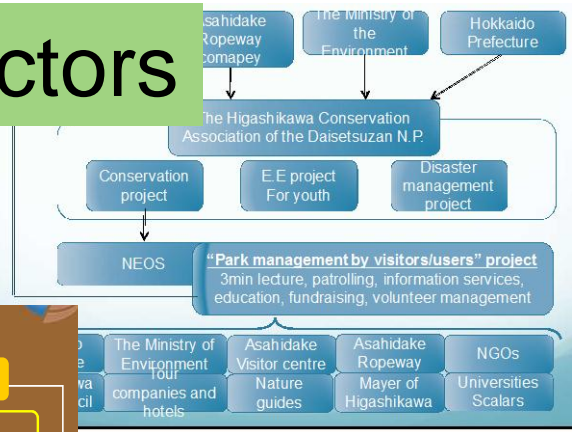 ctors
Asahidake
Ropeway
comapey
The Ministry of
the
Environment
Hokkaido
Prefecture
The Higashikawa Conservation
Association of the Daisetsuzan N.P.
Conservation
project
E.E project
For youth
Disaster
management
project
NEOS
"Park management by visitors/users" project
3min lecture, patrolling, information services,
education, fundraising, volunteer management
The Ministry of
Environment
Asahidake
Visitor centre
Asahidake
Ropeway
NGOs
Tour
companies and
hotels
Nature
guides
Mayer of
Higashikawa
Universities
Scalars